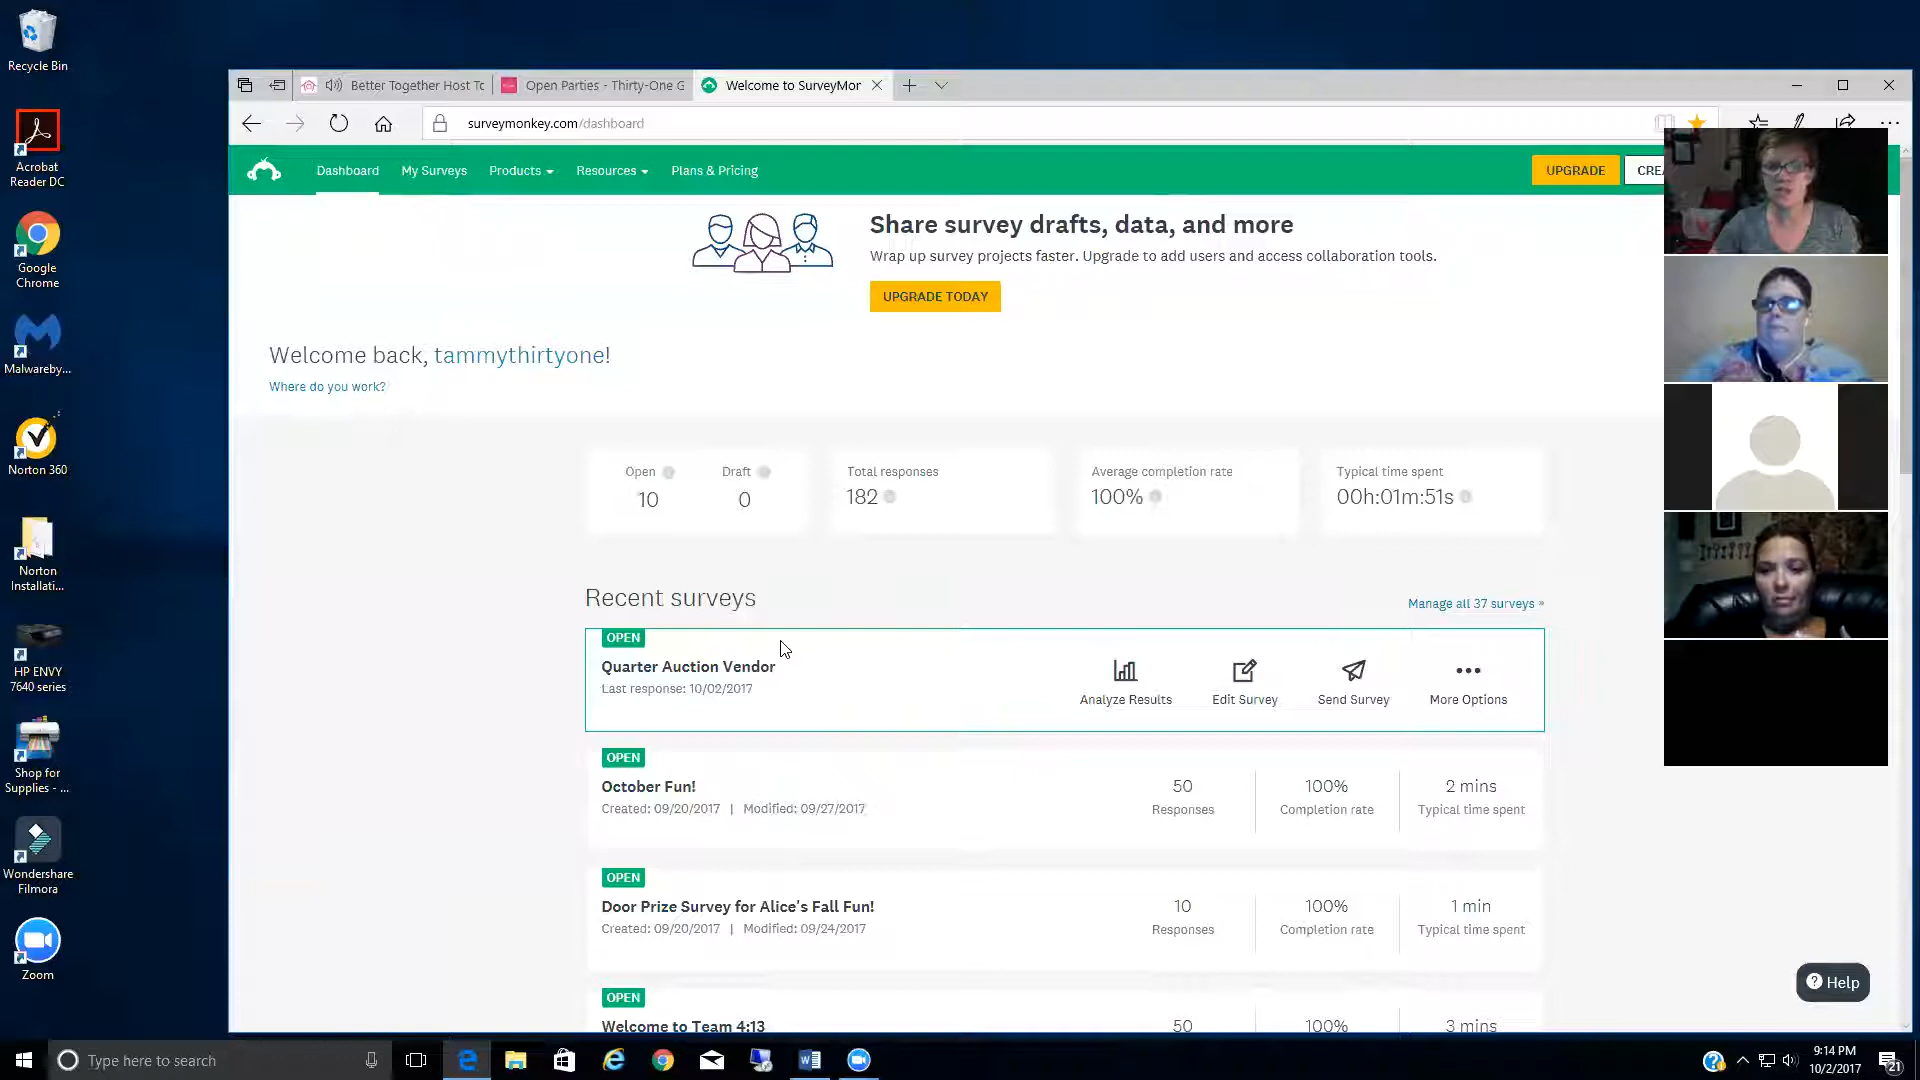 Recycle Bin
Acrobat
Reader DC
Google
Chrome
Malwareby...
Norton 360
Norton
Installati...
HP ENVY
7640 series
Shop for
Supplies - ...
Wondershare
Filmora
Zoom
Better Together Host Tc
Open Parties - Thirty-One G
Welcome to SurveyMor
surveymonkey.com/dashboard
Dashboard
My Surveys
Products
Resources
Plans & Pricing
UPGRADE
CREA
Share survey drafts, data, and more
Wrap up survey projects faster. Upgrade to add users and access collaboration tools.
UPGRADE TODAY
Welcome back, tammythirtyone!
Where do you work?
Open
10
Draft
0
Total responses
182
Average completion rate
100%
Typical time spent
00h:01m:51s
Recent surveys
Manage all 37 surveys »
OPEN
Quarter Auction Vendor
Last response: 10/02/2017
Analyze Results
Edit Survey
Send Survey
More Options
OPEN
October Fun!
Created: 09/20/2017 | Modified: 09/27/2017
50
Responses
100%
Completion rate
2 mins
Typical time spent
OPEN
Door Prize Survey for Alice's Fall Fun!
Created: 09/20/2017 | Modified: 09/24/2017
10
Responses
100%
Completion rate
1 min
Typical time spent
OPEN
Welcome to Team 4:13
50
100%
3 mins
? Help
Type here to search
9:14 PM
10/2/2017
21